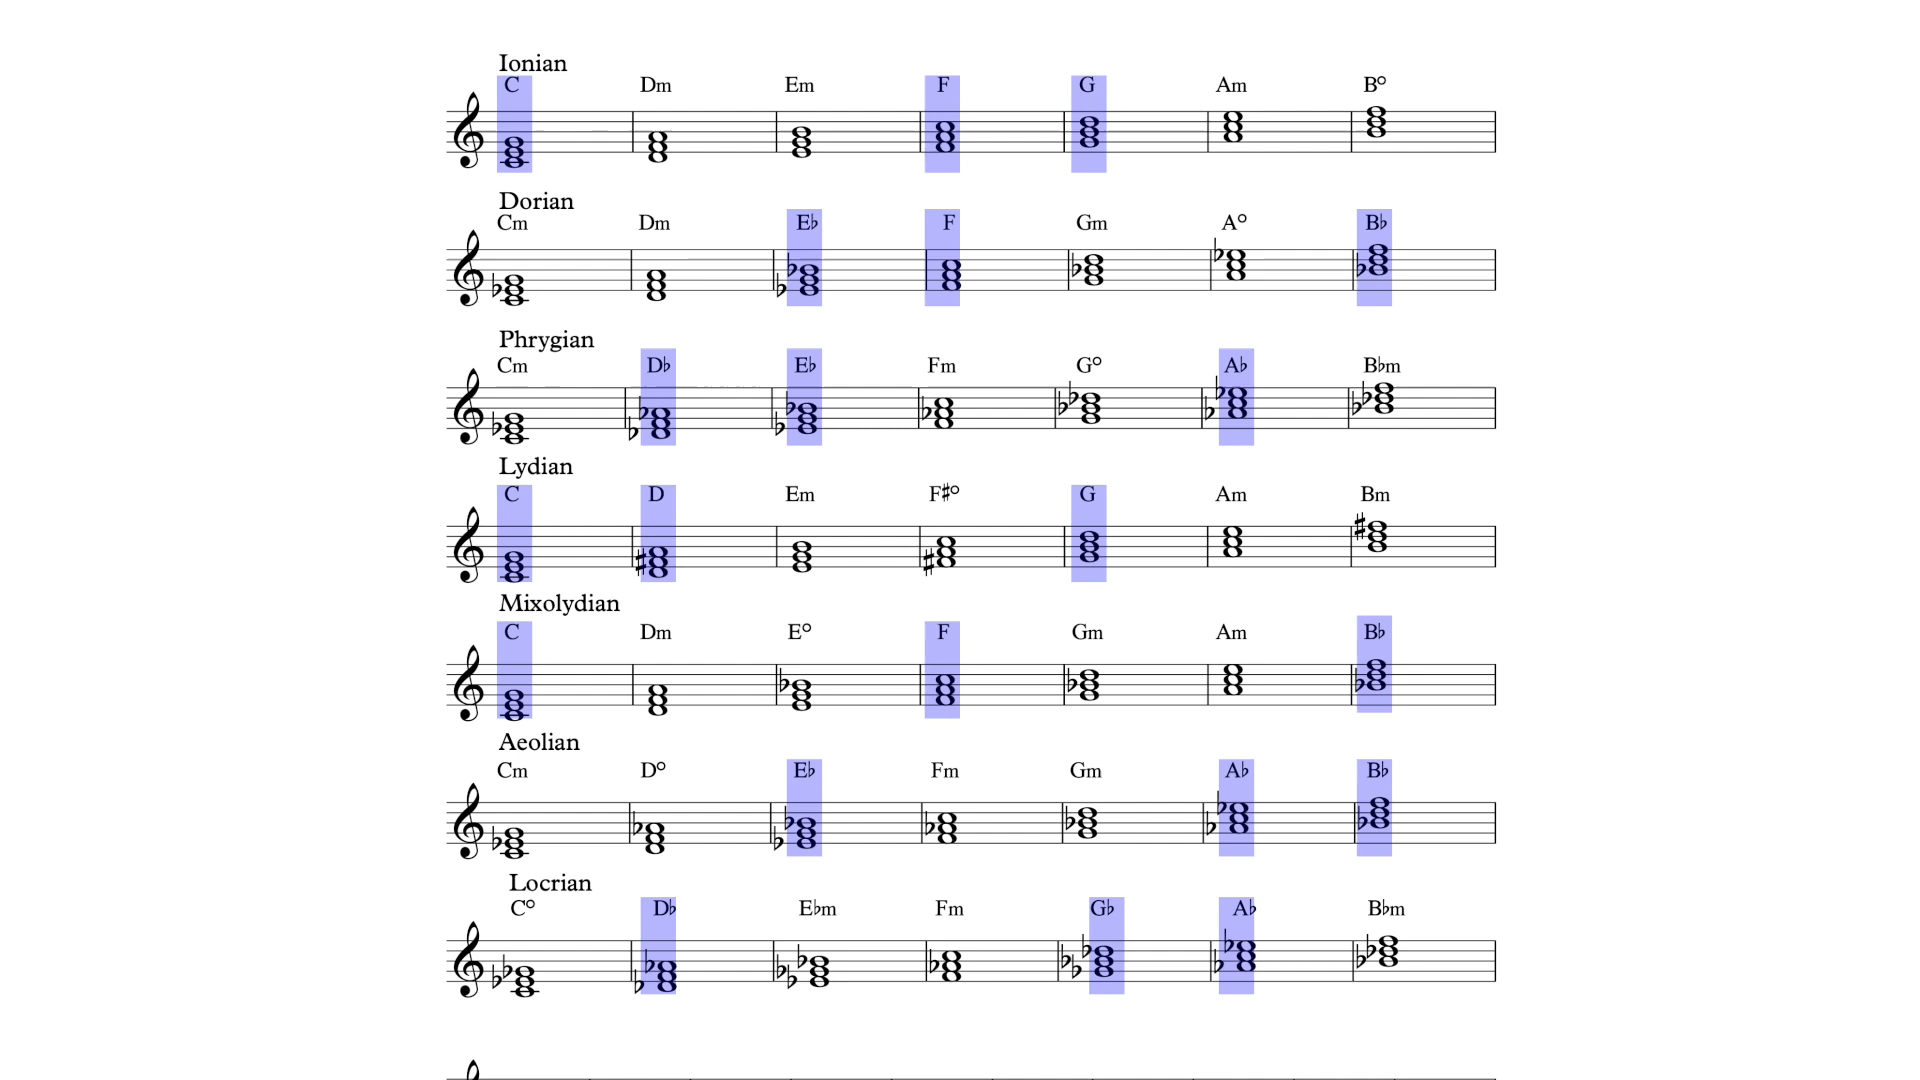 Ionian
C Dm Em F G Am B°
Dorian
Cm Dm E♭ F Gm A° B♭
Phrygian
Cm D♭ E♭ Fm G° A♭ B♭m
Lydian
C D Em F♯° G Am Bm
Mixolydian
C Dm E° F Gm Am B♭
Aeolian
Cm D° E♭ Fm Gm A♭ B♭
Locrian
C° D♭ E♭m Fm G♭ A♭ B♭m